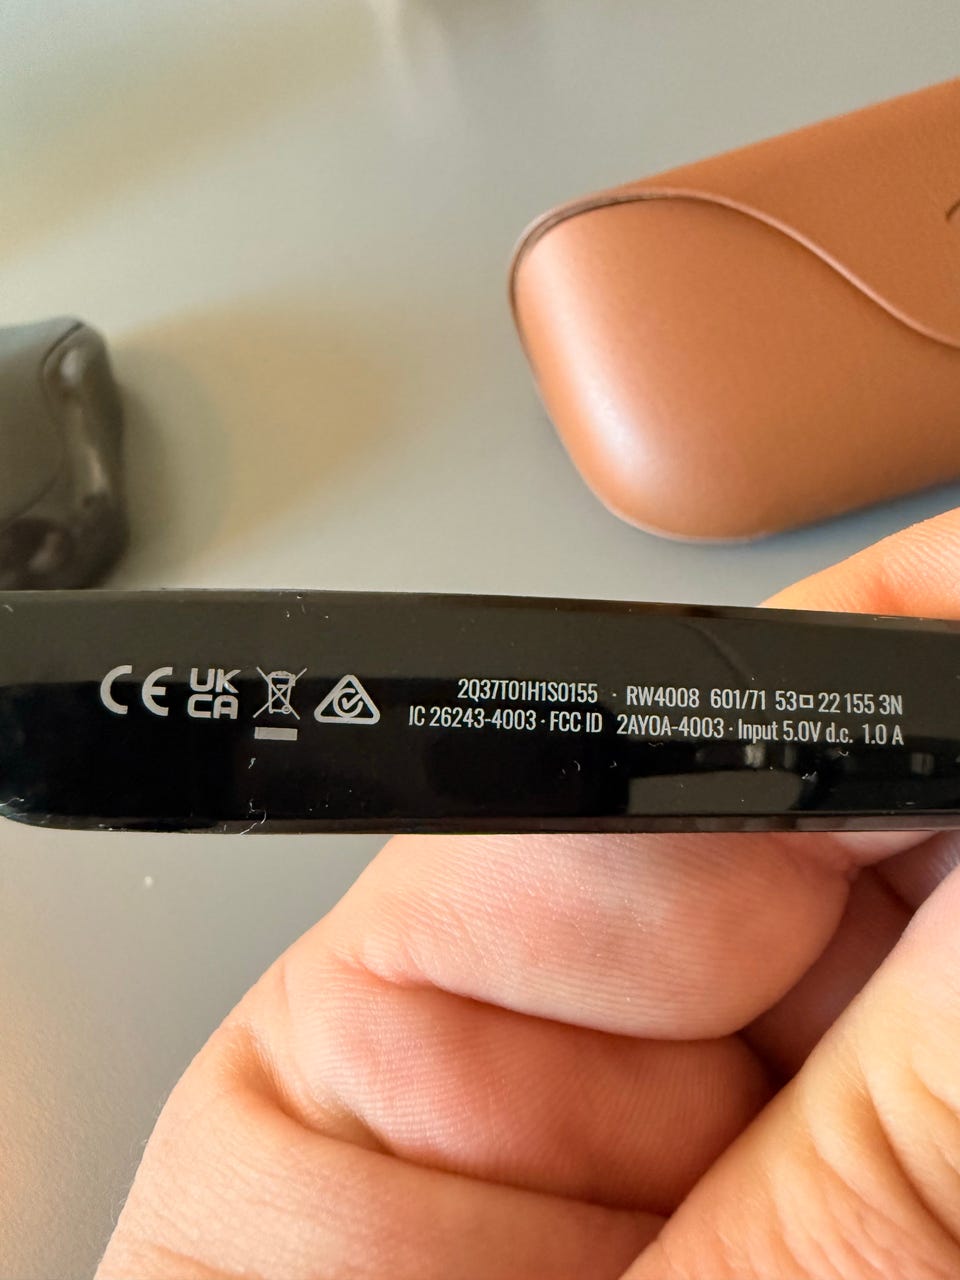 CE UK CA
2Q37T01H1S0155 · RW4008 601/71 53□22 155 3N
IC 26243-4003 · FCC ID 2AYOA-4003 · Input 5.0V d.c. 1.0 A